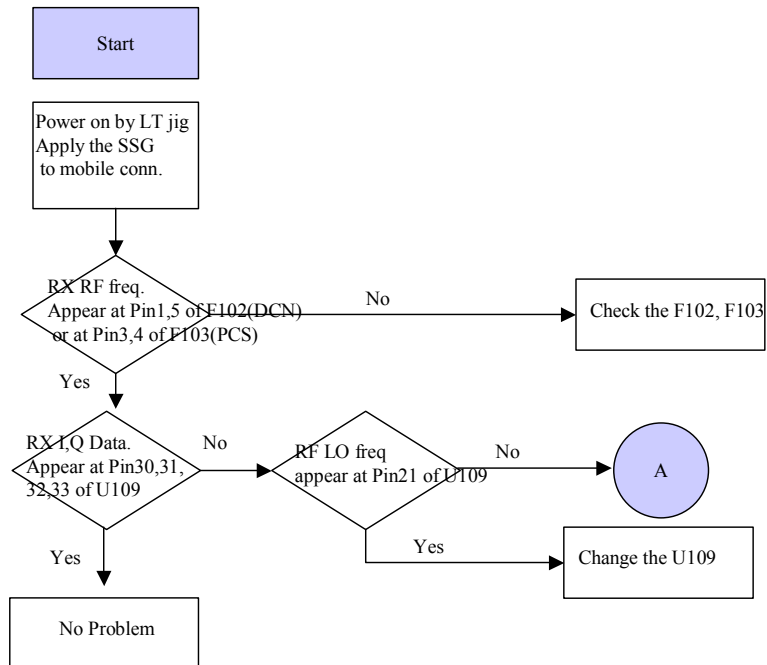 Start
Power on by LT jig
Apply the SSG
to mobile conn.
RX RF freq.
Appear at Pin1,5 of F102(DCN)
or at Pin3,4 of F103(PCS)
No
Check the F102, F103
Yes
RX I,Q Data.
Appear at Pin30,31,
32,33 of U109
No
RF LO freq
appear at Pin21 of U109
No
A
Yes
Change the U109
Yes
No Problem